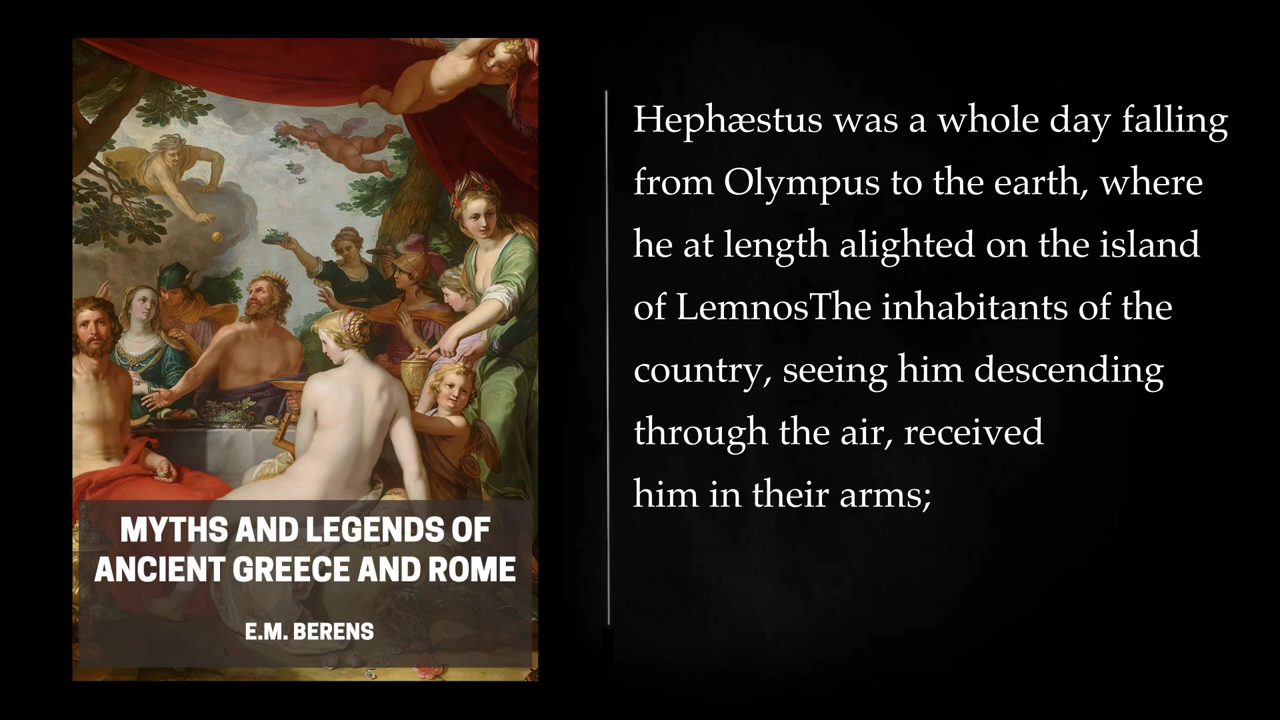 MYTHS AND LEGENDS OF
ANCIENT GREECE AND ROME
E.M. BERENS
Hephæstus was a whole day falling
from Olympus to the earth, where
he at length alighted on the island
of LemnosThe inhabitants of the
country, seeing him descending
through the air, received
him in their arms;